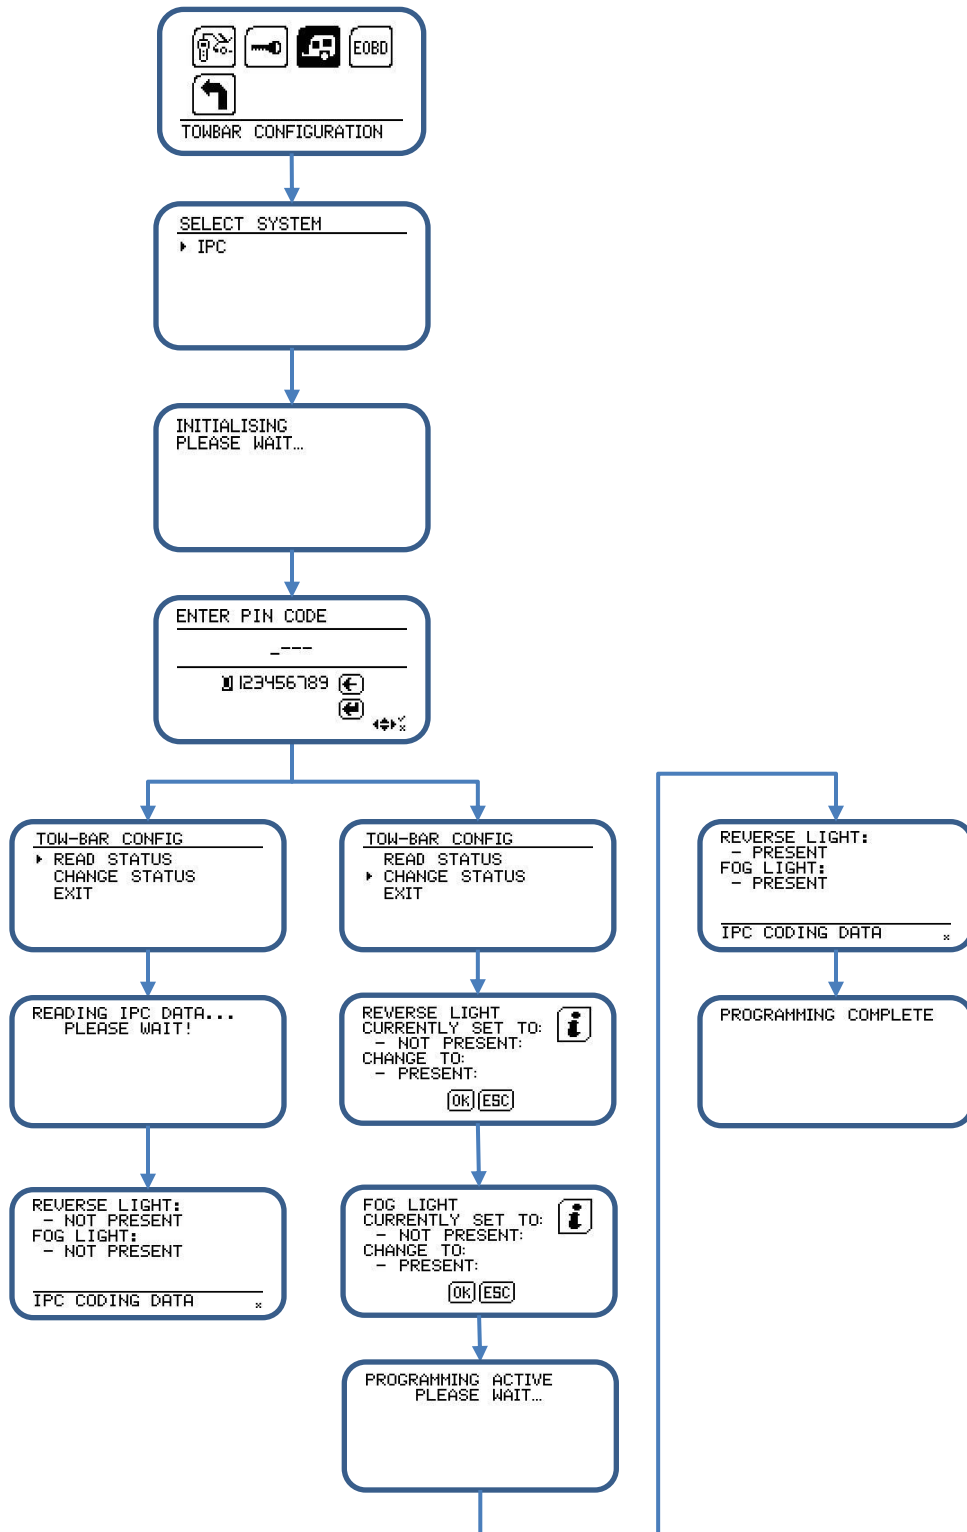 EOBD
TOWBAR CONFIGURATION
SELECT SYSTEM
IPC
INITIALISING
PLEASE WAIT...
ENTER PIN CODE
_---
0123456789
TOW-BAR CONFIG
READ STATUS
CHANGE STATUS
EXIT
READING IPC DATA...
PLEASE WAIT!
REVERSE LIGHT:
- NOT PRESENT
FOG LIGHT:
- NOT PRESENT
IPC CODING DATA x
TOW-BAR CONFIG
READ STATUS
CHANGE STATUS
EXIT
REVERSE LIGHT
CURRENTLY SET TO:
- NOT PRESENT:
CHANGE TO:
- PRESENT:
i
OK ESC
FOG LIGHT
CURRENTLY SET TO:
- NOT PRESENT:
CHANGE TO:
- PRESENT:
i
OK ESC
PROGRAMMING ACTIVE
PLEASE WAIT...
REVERSE LIGHT:
- PRESENT
FOG LIGHT:
- PRESENT
IPC CODING DATA x
PROGRAMMING COMPLETE